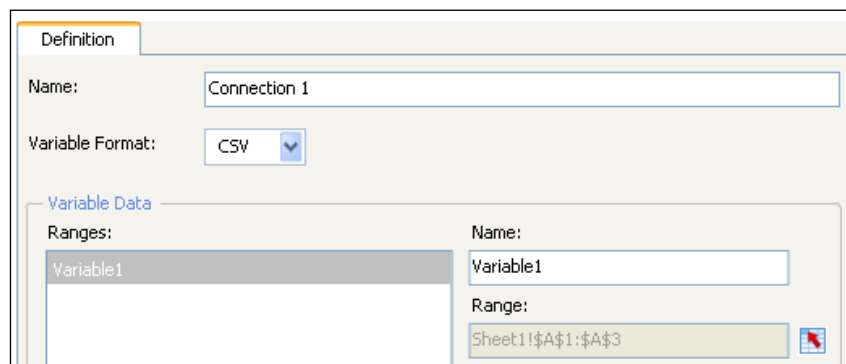 Definition
Name: Connection 1
Variable Format: CSV
Variable Data
Ranges:
Variable1
Name:
Variable1
Range:
Sheet1!$A$1:$A$3